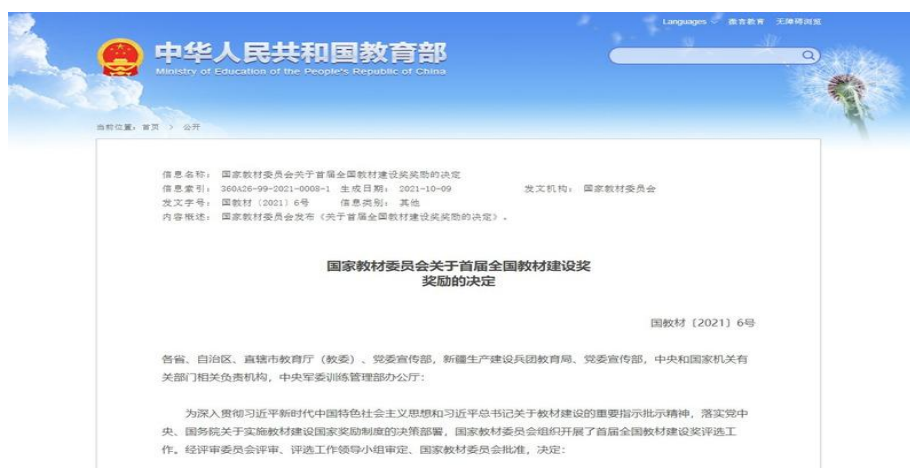 Languages 微言教育 无障碍浏览
中华人民共和国教育部
Ministry of Education of the People's Republic of China
当前位置：首页 > 公开
信息名称： 国家教材委员会关于首届全国教材建设奖奖励的决定
信息索引： 360A26-99-2021-0008-1 生成日期： 2021-10-09 发文机构： 国家教材委员会
发文字号： 国教材〔2021〕6号 信息类别： 其他
内容概述： 国家教材委员会发布《关于首届全国教材建设奖奖励的决定》。
国家教材委员会关于首届全国教材建设奖
奖励的决定
国教材〔2021〕6号
各省、自治区、直辖市教育厅（教委）、党委宣传部，新疆生产建设兵团教育局、党委宣传部，中央和国家机关有
关部门相关负责机构，中央军委训练管理部办公厅：
为深入贯彻习近平新时代中国特色社会主义思想和习近平总书记关于教材建设的重要指示批示精神，落实党中
央、国务院关于实施教材建设国家奖励制度的决策部署，国家教材委员会组织开展了首届全国教材建设奖评选工
作。经评审委员会评审、评选工作领导小组审定、国家教材委员会批准，决定：